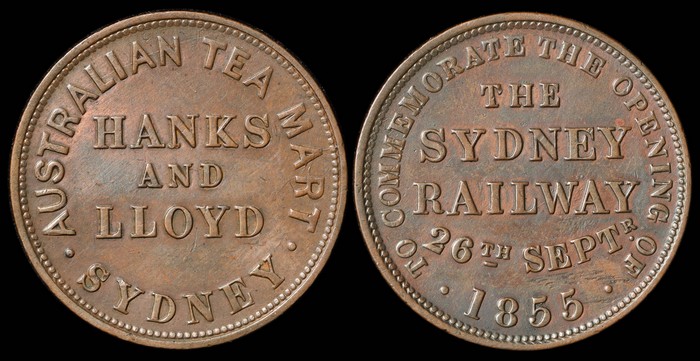 AUSTRALIAN TEA MART
HANKS
AND
LLOYD
· SYDNEY ·
TO COMMEMORATE THE OPENING OF
THE
SYDNEY
RAILWAY
26TH SEPTR
· 1855 ·